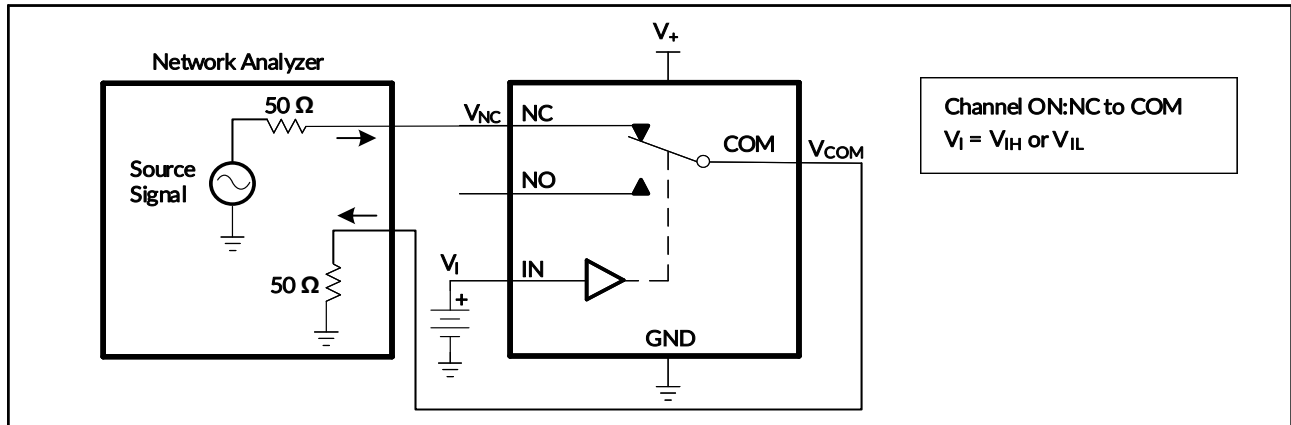 V+
Network Analyzer
50 Ω
VNC
NC
COM
VCOM
Source
Signal
NO
VI
IN
50 Ω
+
GND
Channel ON:NC to COM
VI = VIH or VIL